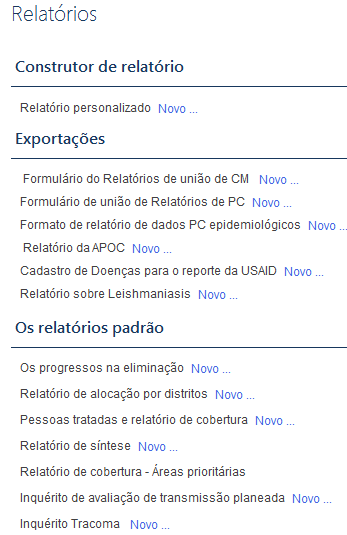 Relatórios
Construtor de relatório
Relatório personalizado Novo ...
Exportações
Formulário do Relatórios de união de CM Novo ...
Formulário de união de Relatórios de PC Novo ...
Formato de relatório de dados PC epidemiológicos Novo ...
Relatório da APOC Novo ...
Cadastro de Doenças para o reporte da USAID Novo ...
Relatório sobre Leishmaniasis Novo ...
Os relatórios padrão
Os progressos na eliminação Novo ...
Relatório de alocação por distritos Novo ...
Pessoas tratadas e relatório de cobertura Novo ...
Relatório de síntese Novo ...
Relatório de cobertura - Áreas prioritárias
Inquérito de avaliação de transmissão planeada Novo ...
Inquérito Tracoma Novo ...